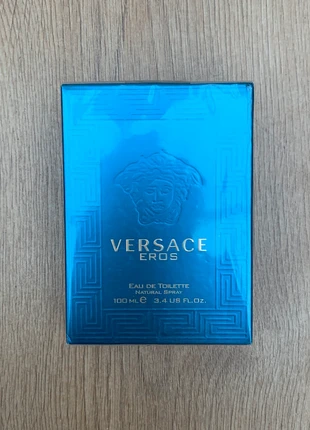 VERSACE
EROS
EAU DE TOILETTE
NATURAL SPRAY
100 ML e 3.4 US FL.OZ.